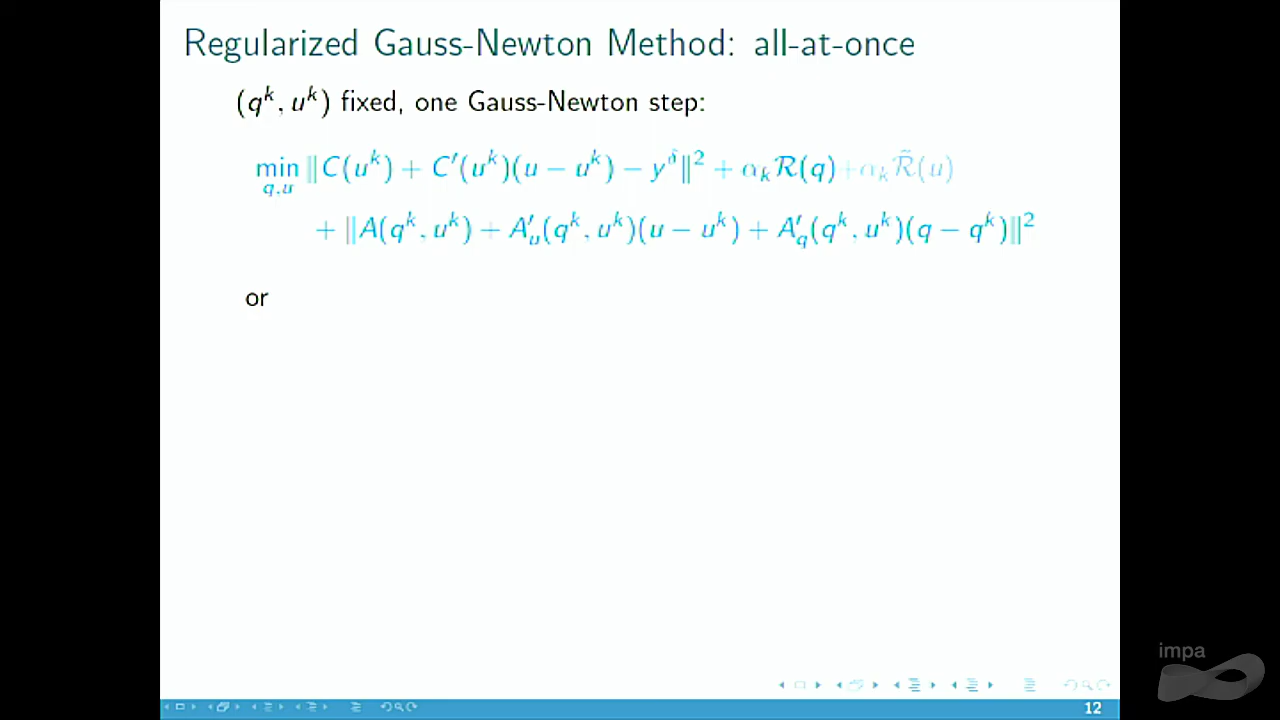 Regularized Gauss-Newton Method: all-at-once
(q^k, u^k) fixed, one Gauss-Newton step:
min_{q,u} ‖C(u^k) + C′(u^k)(u − u^k) − y^δ‖² + α_k R(q) + α_k R̃(u)
+ ‖A(q^k, u^k) + A′_u(q^k, u^k)(u − u^k) + A′_q(q^k, u^k)(q − q^k)‖²
or
impa
12